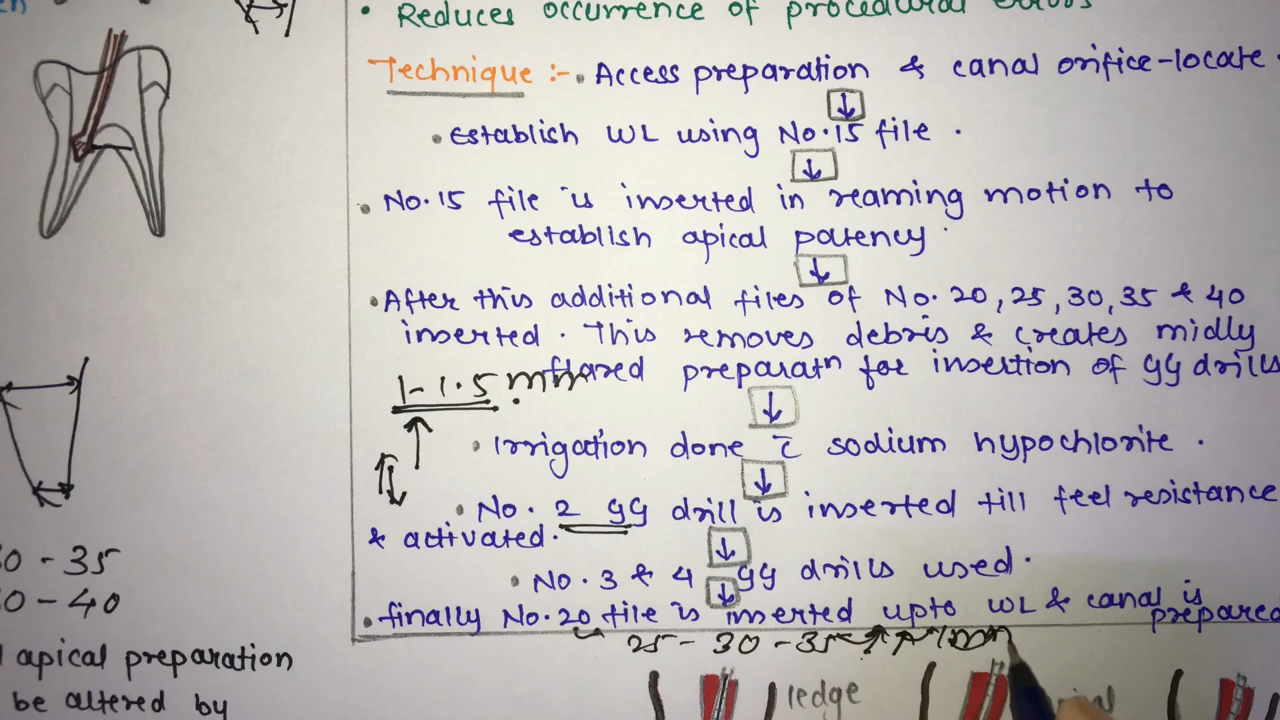 • Reduces occurrence of procedural errors
Technique :- • Access preparation & canal orifice-locate.
• Establish WL using No.15 file .
• No.15 file is inserted in reaming motion to
establish apical patency.
• After this additional files of No. 20, 25, 30, 35 & 40
inserted . This removes debris & creates midly
flared preparatn for insertion of gg drills
1-1.5 mm
• Irrigation done c̄ sodium hypochlorite .
• No. 2 gg drill is inserted till feel resistance
& activated.
• No. 3 & 4 gg drills used.
• finally No.20 file is inserted upto WL & canal is prepared
25 - 30 - 35
0 - 35
0 - 40
apical preparation
be altered by
ledge